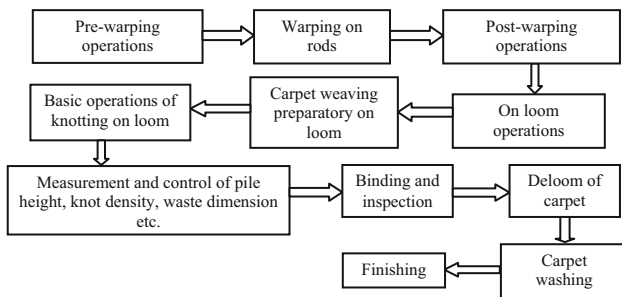 Pre-warping
operations
Warping on
rods
Post-warping
operations
On loom
operations
Carpet weaving
preparatory on
loom
Basic operations of
knotting on loom
Measurement and control of pile
height, knot density, waste dimension
etc.
Binding and
inspection
Deloom of
carpet
Carpet
washing
Finishing